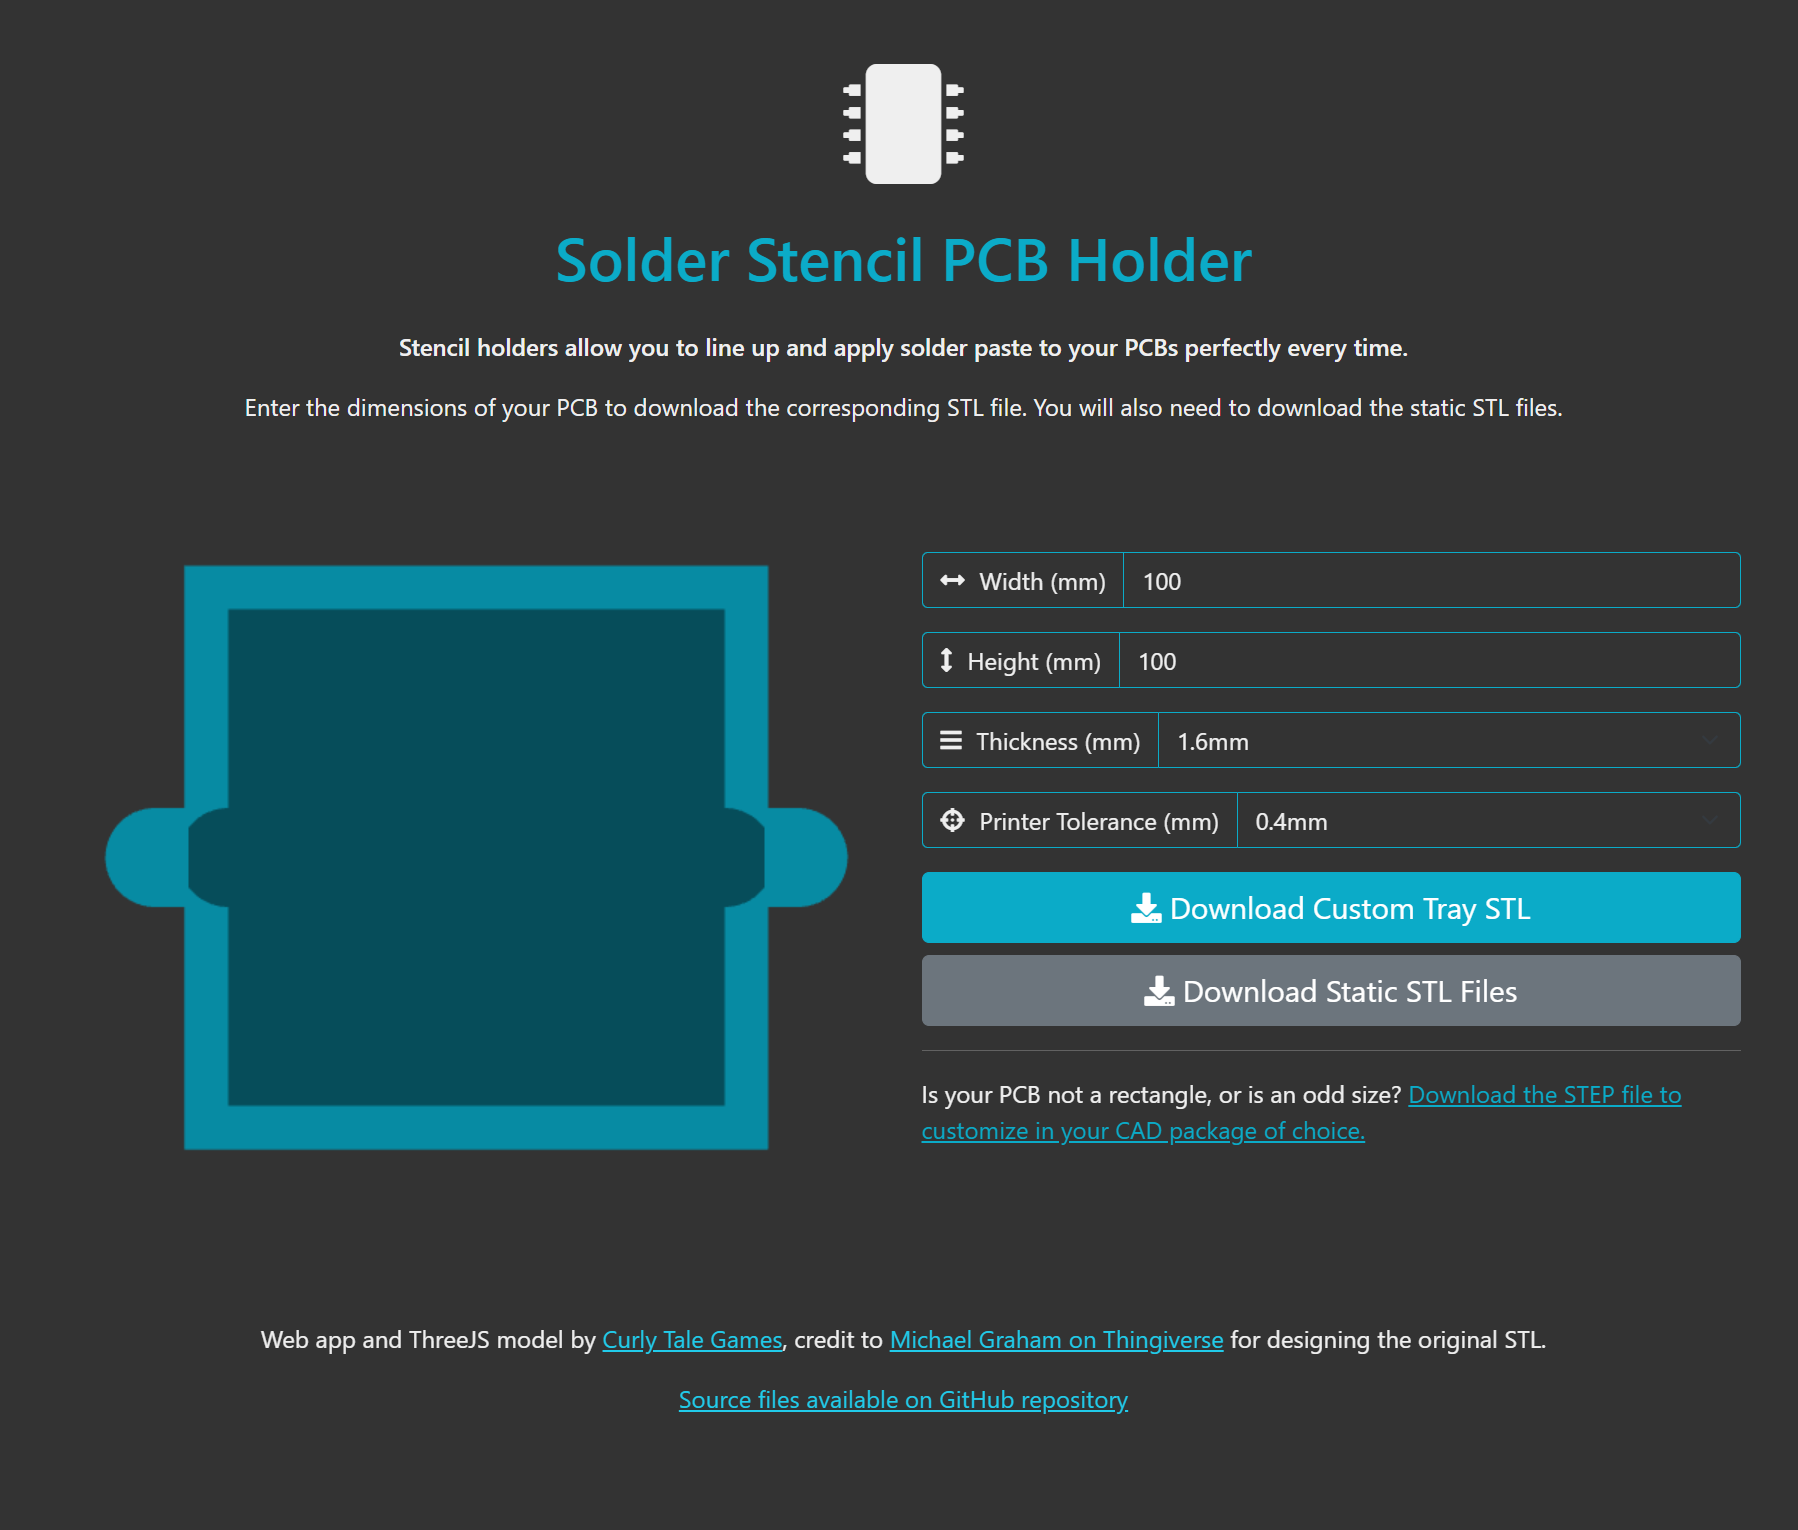 Solder Stencil PCB Holder
Stencil holders allow you to line up and apply solder paste to your PCBs perfectly every time.
Enter the dimensions of your PCB to download the corresponding STL file. You will also need to download the static STL files.
Width (mm) 100
Height (mm) 100
Thickness (mm) 1.6mm
Printer Tolerance (mm) 0.4mm
Download Custom Tray STL
Download Static STL Files
Is your PCB not a rectangle, or is an odd size? Download the STEP file to
customize in your CAD package of choice.
Web app and ThreeJS model by Curly Tale Games, credit to Michael Graham on Thingiverse for designing the original STL.
Source files available on GitHub repository